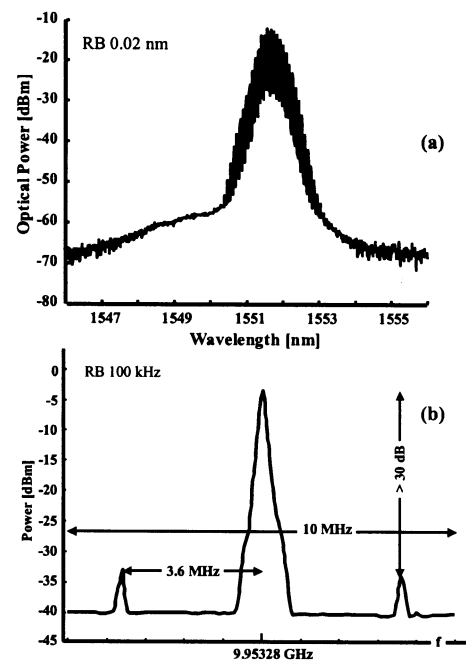 -10
RB 0.02 nm
-20
-30
-40
(a)
-50
-60
-70
-80
Optical Power [dBm]
1547 1549 1551 1553 1555
Wavelength [nm]
0
RB 100 kHz
-5
(b)
-10
-15
> 30 dB
-20
-25
10 MHz
-30
3.6 MHz
-35
-40
-45
Power [dBm]
f
9.95328 GHz